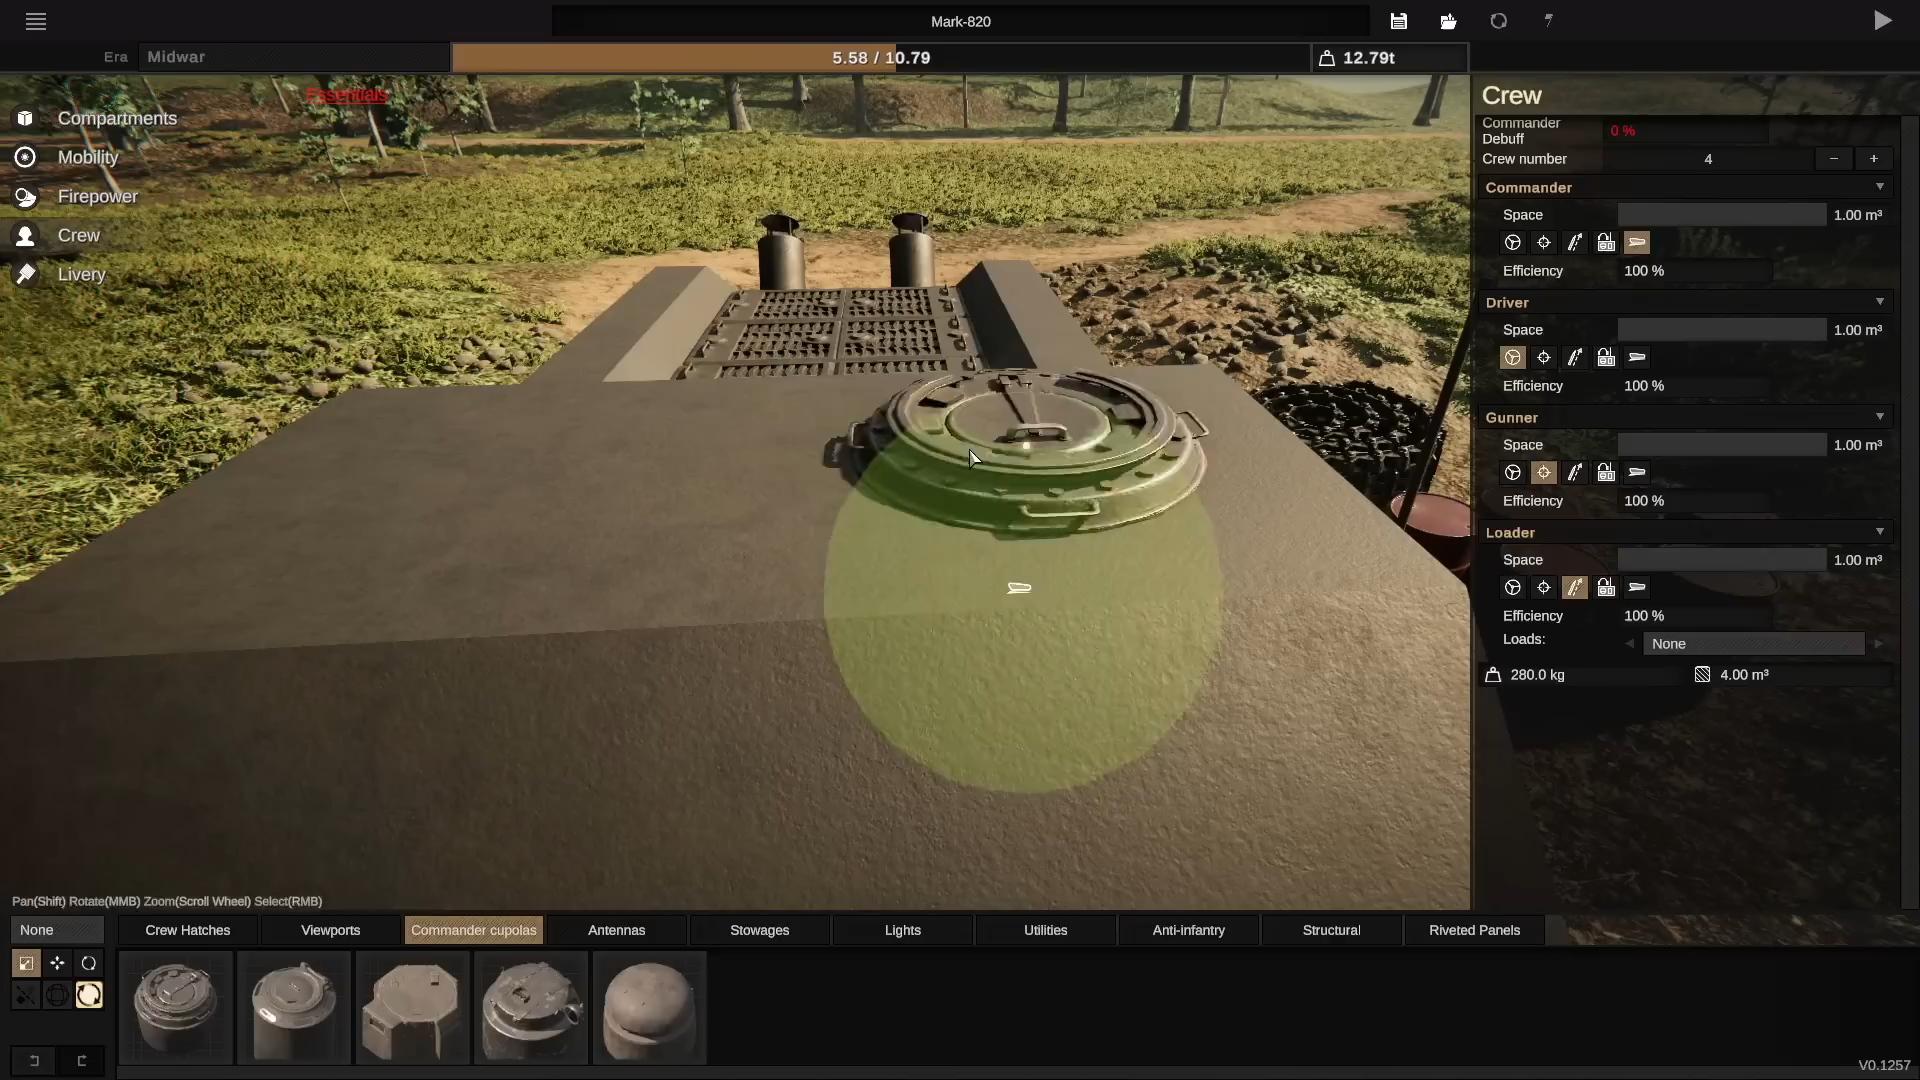 Mark-820
Era
Midwar
5.58 / 10.79
12.79t
Essentials
Compartments
Mobility
Firepower
Crew
Livery
Crew
Commander
Debuff
0 %
Crew number
4
− +
Commander
Space
1.00 m³
Efficiency
100 %
Driver
Space
1.00 m³
Efficiency
100 %
Gunner
Space
1.00 m³
Efficiency
100 %
Loader
Space
1.00 m³
Efficiency
100 %
Loads:
None
280.0 kg
4.00 m³
Pan(Shift) Rotate(MMB) Zoom(Scroll Wheel) Select(RMB)
None
Crew Hatches
Viewports
Commander cupolas
Antennas
Stowages
Lights
Utilities
Anti-infantry
Structural
Riveted Panels
V0.1257